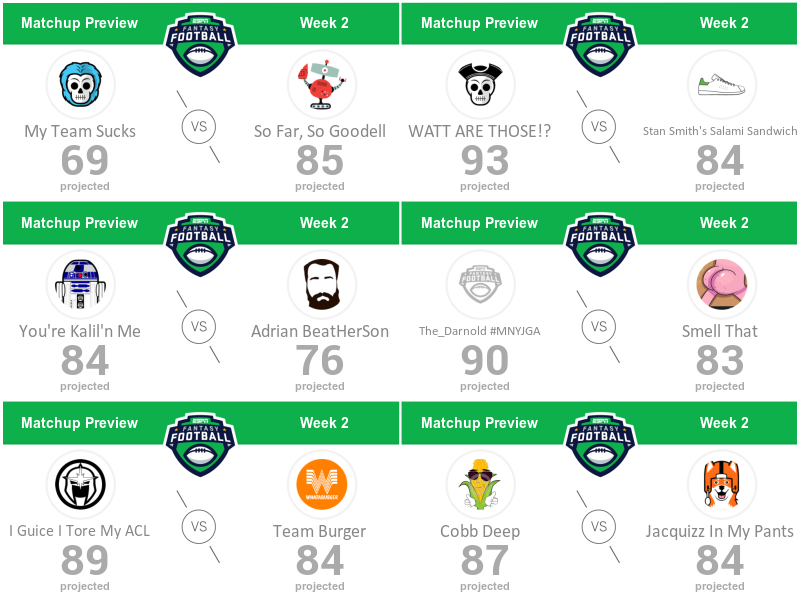 Matchup Preview
ESPN
FANTASY
FOOTBALL
Week 2
My Team Sucks
69
projected
VS
So Far, So Goodell
85
projected
Matchup Preview
ESPN
FANTASY
FOOTBALL
Week 2
WATT ARE THOSE!?
93
projected
VS
Stan Smith's Salami Sandwich
84
projected
Matchup Preview
ESPN
FANTASY
FOOTBALL
Week 2
You're Kalil'n Me
84
projected
VS
Adrian BeatHerSon
76
projected
Matchup Preview
ESPN
FANTASY
FOOTBALL
Week 2
ESPN
FANTASY
FOOTBALL
The_Darnold #MNYJGA
90
projected
VS
Smell That
83
projected
Matchup Preview
ESPN
FANTASY
FOOTBALL
Week 2
I Guice I Tore My ACL
89
projected
VS
WHATABURGER
Team Burger
84
projected
Matchup Preview
ESPN
FANTASY
FOOTBALL
Week 2
Cobb Deep
87
projected
VS
Jacquizz In My Pants
84
projected